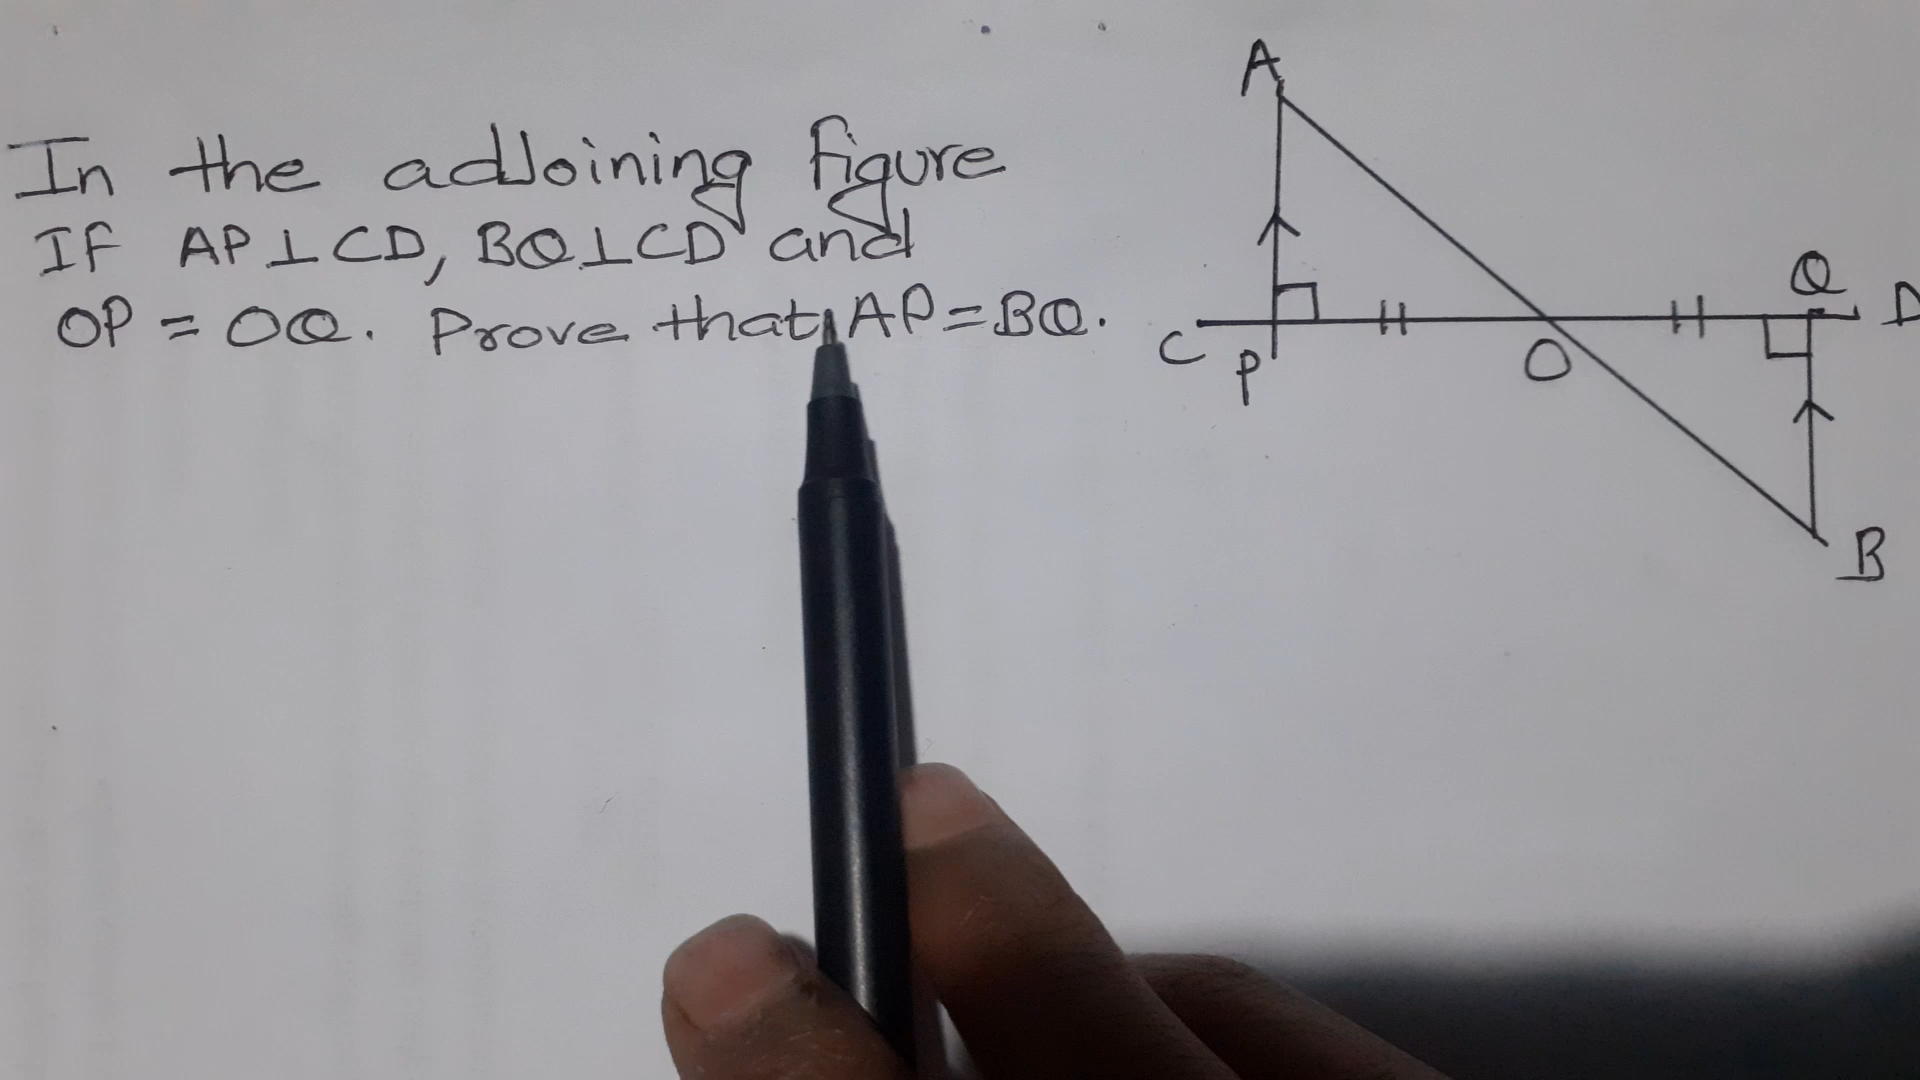 In the adJoining figure
IF AP⊥CD, BQ⊥CD and
OP = OQ. Prove that AP=BQ.
A
Q
D
C
P
O
B